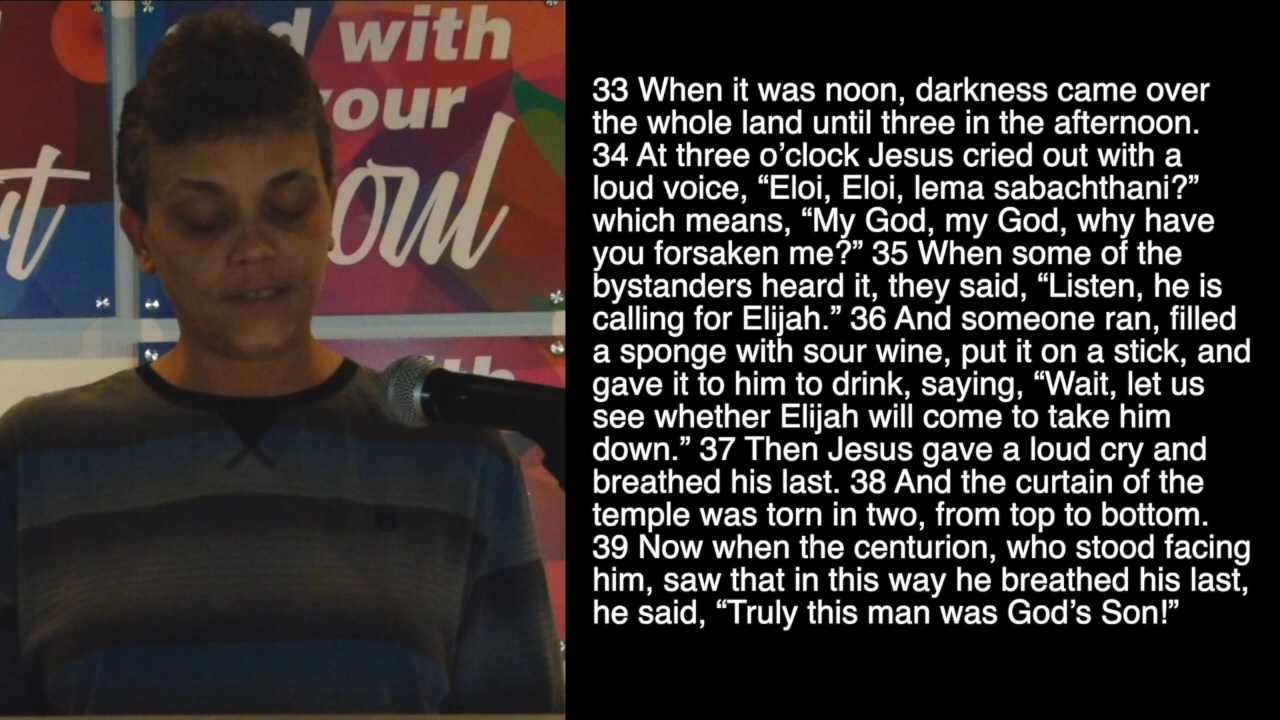 d with
your
rt
oul
ith
33 When it was noon, darkness came over
the whole land until three in the afternoon.
34 At three o’clock Jesus cried out with a
loud voice, “Eloi, Eloi, lema sabachthani?”
which means, “My God, my God, why have
you forsaken me?” 35 When some of the
bystanders heard it, they said, “Listen, he is
calling for Elijah.” 36 And someone ran, filled
a sponge with sour wine, put it on a stick, and
gave it to him to drink, saying, “Wait, let us
see whether Elijah will come to take him
down.” 37 Then Jesus gave a loud cry and
breathed his last. 38 And the curtain of the
temple was torn in two, from top to bottom.
39 Now when the centurion, who stood facing
him, saw that in this way he breathed his last,
he said, “Truly this man was God’s Son!”